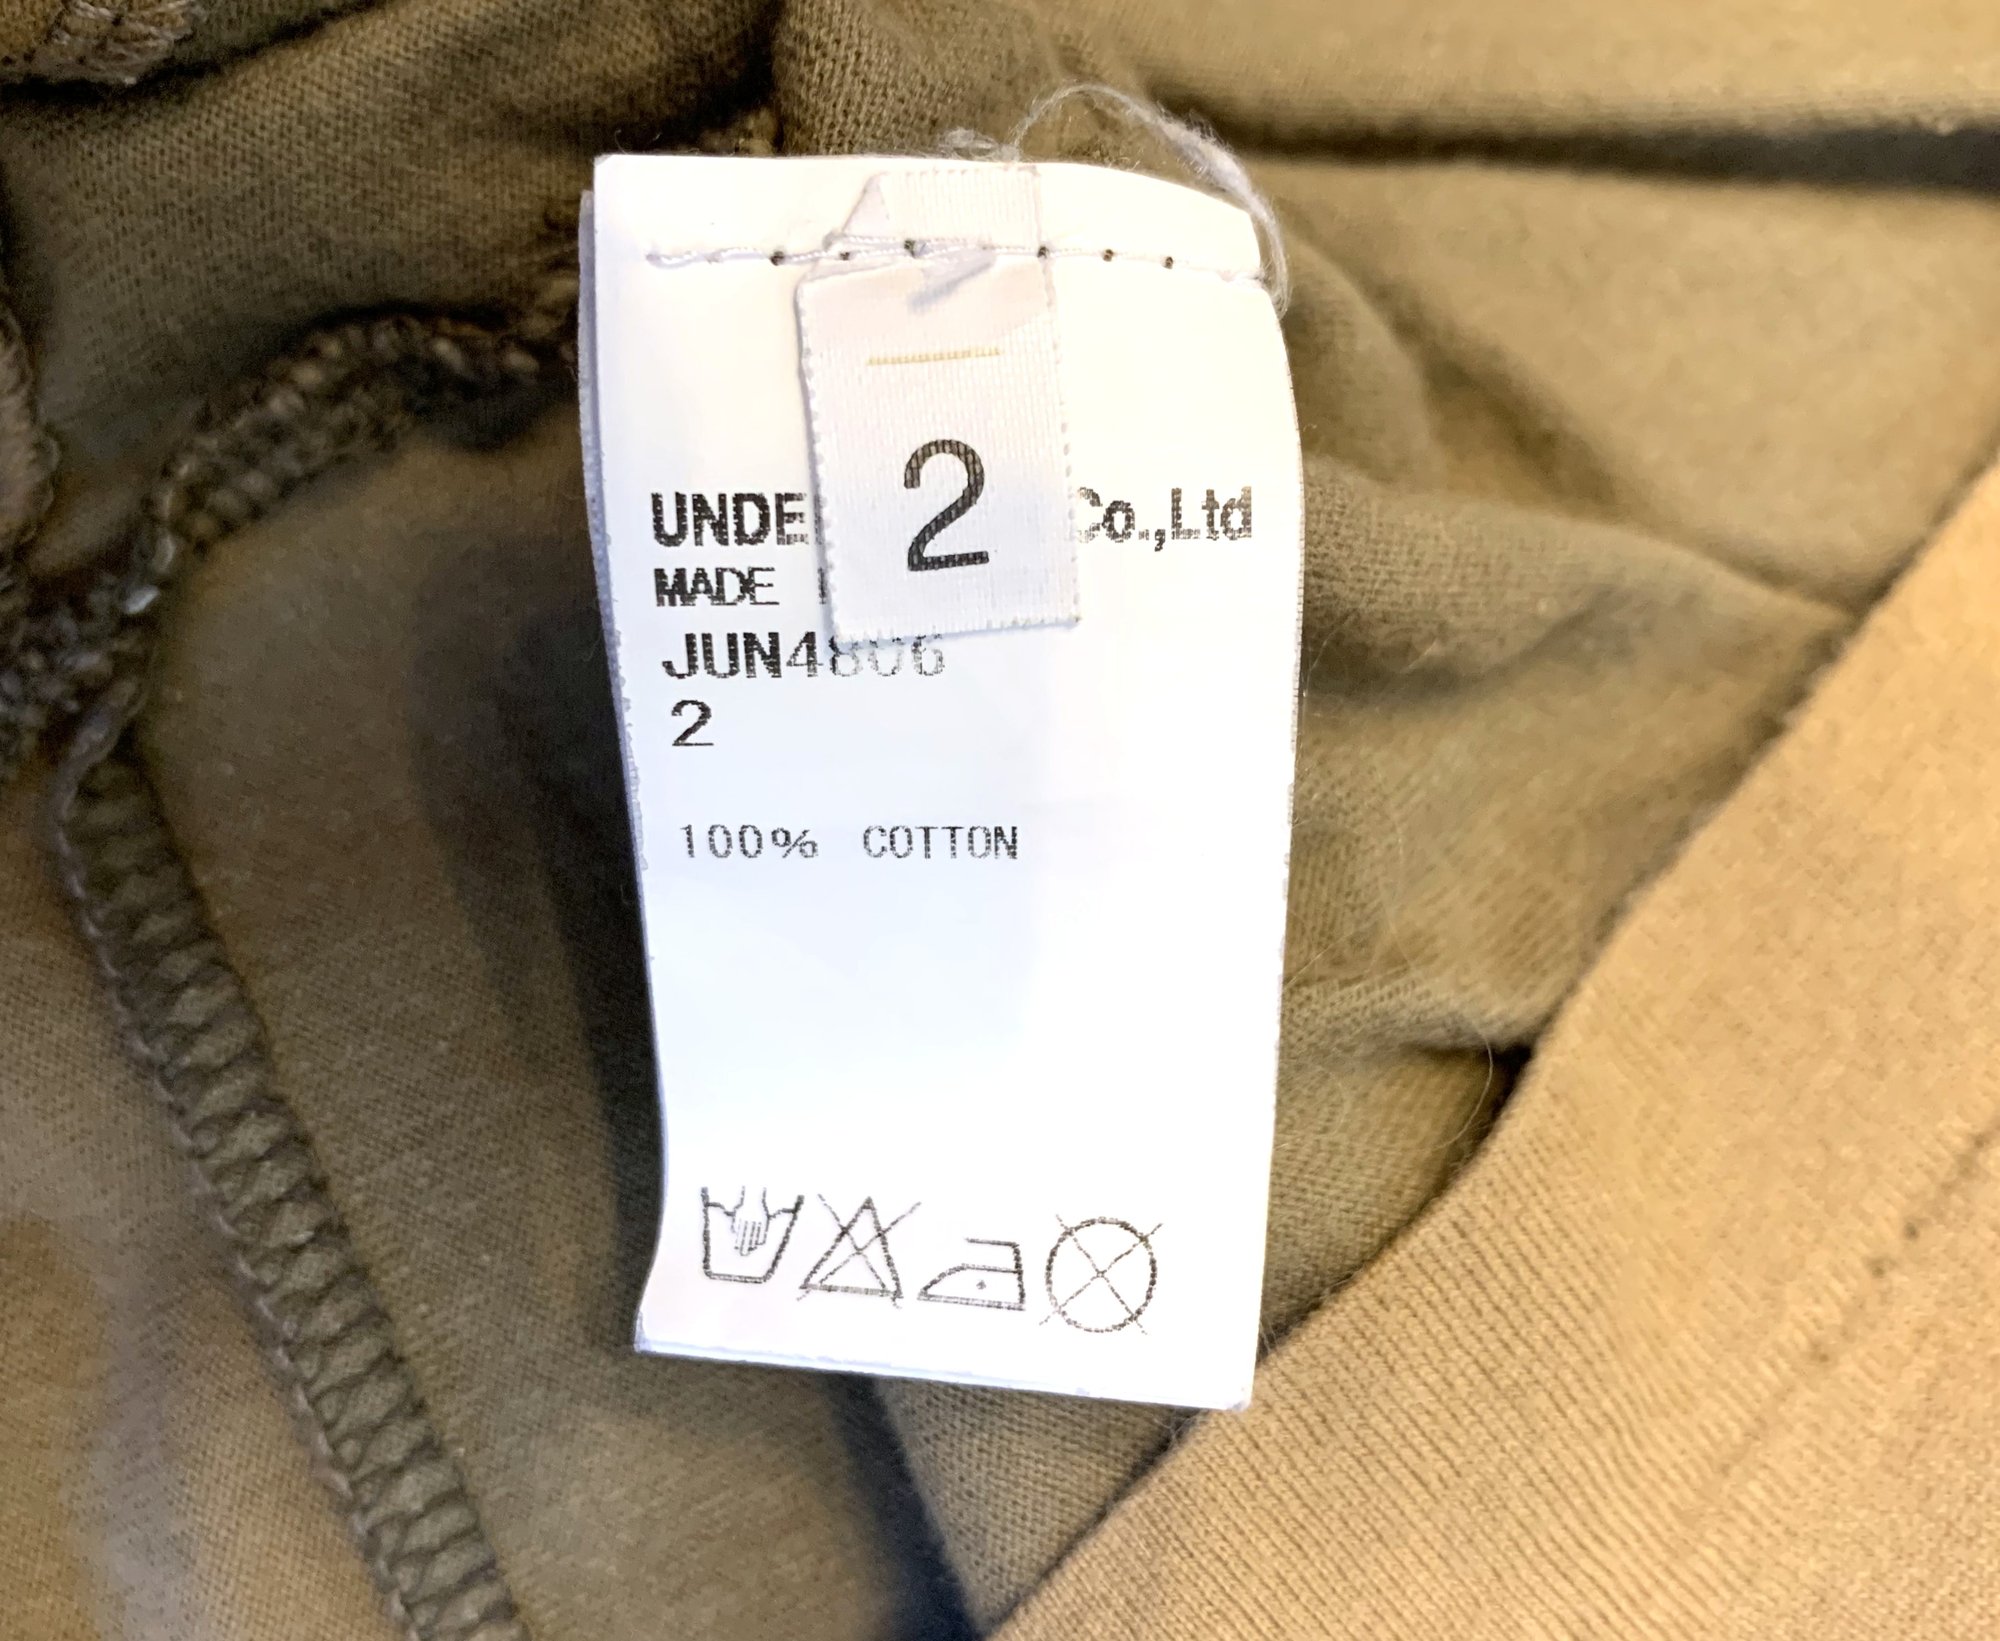 2
UNDE Co.,Ltd
MADE
JUN4806
2
100% COTTON